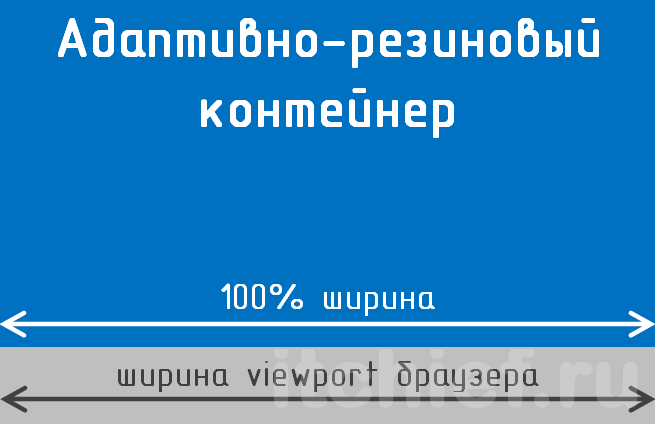 Адаптивно-резиновый
контейнер
100% ширина
ширина viewport браузера
itchief.ru